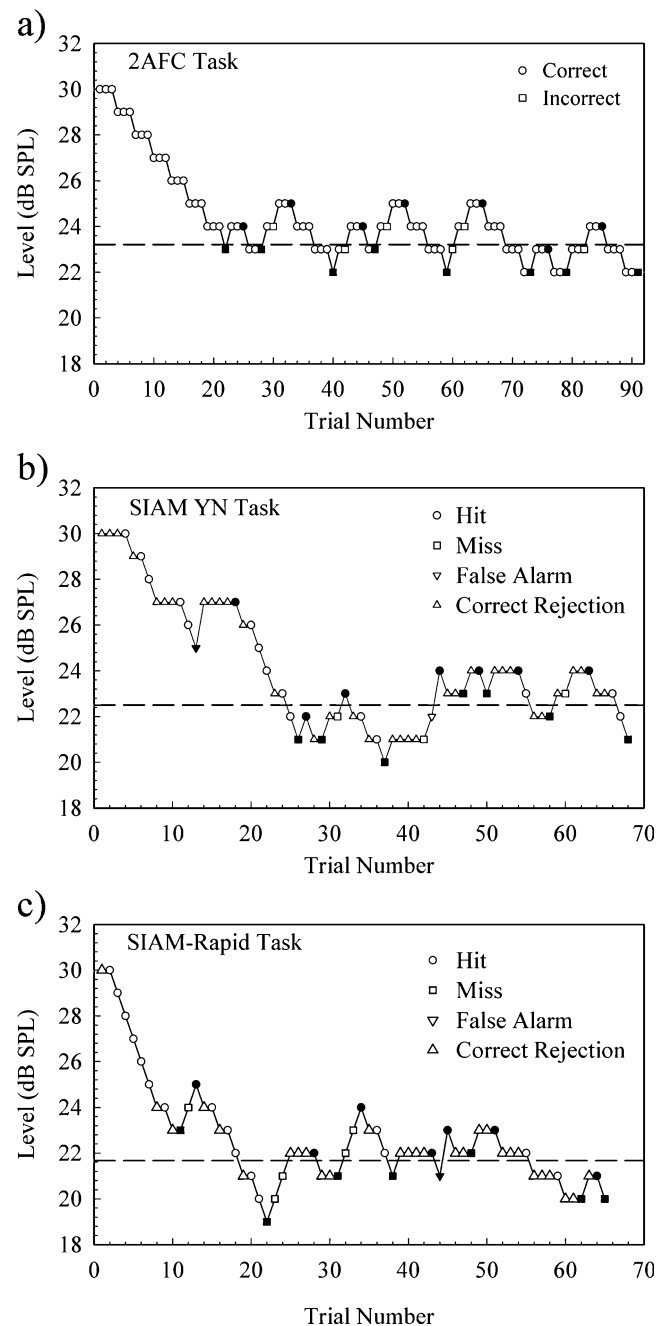 a)
2AFC Task
Correct
Incorrect
Level (dB SPL)
32
30
28
26
24
22
20
18
0 10 20 30 40 50 60 70 80 90
Trial Number
b)
SIAM YN Task
Hit
Miss
False Alarm
Correct Rejection
Level (dB SPL)
32
30
28
26
24
22
20
18
0 10 20 30 40 50 60 70
Trial Number
c)
SIAM-Rapid Task
Hit
Miss
False Alarm
Correct Rejection
Level (dB SPL)
32
30
28
26
24
22
20
18
0 10 20 30 40 50 60 70
Trial Number